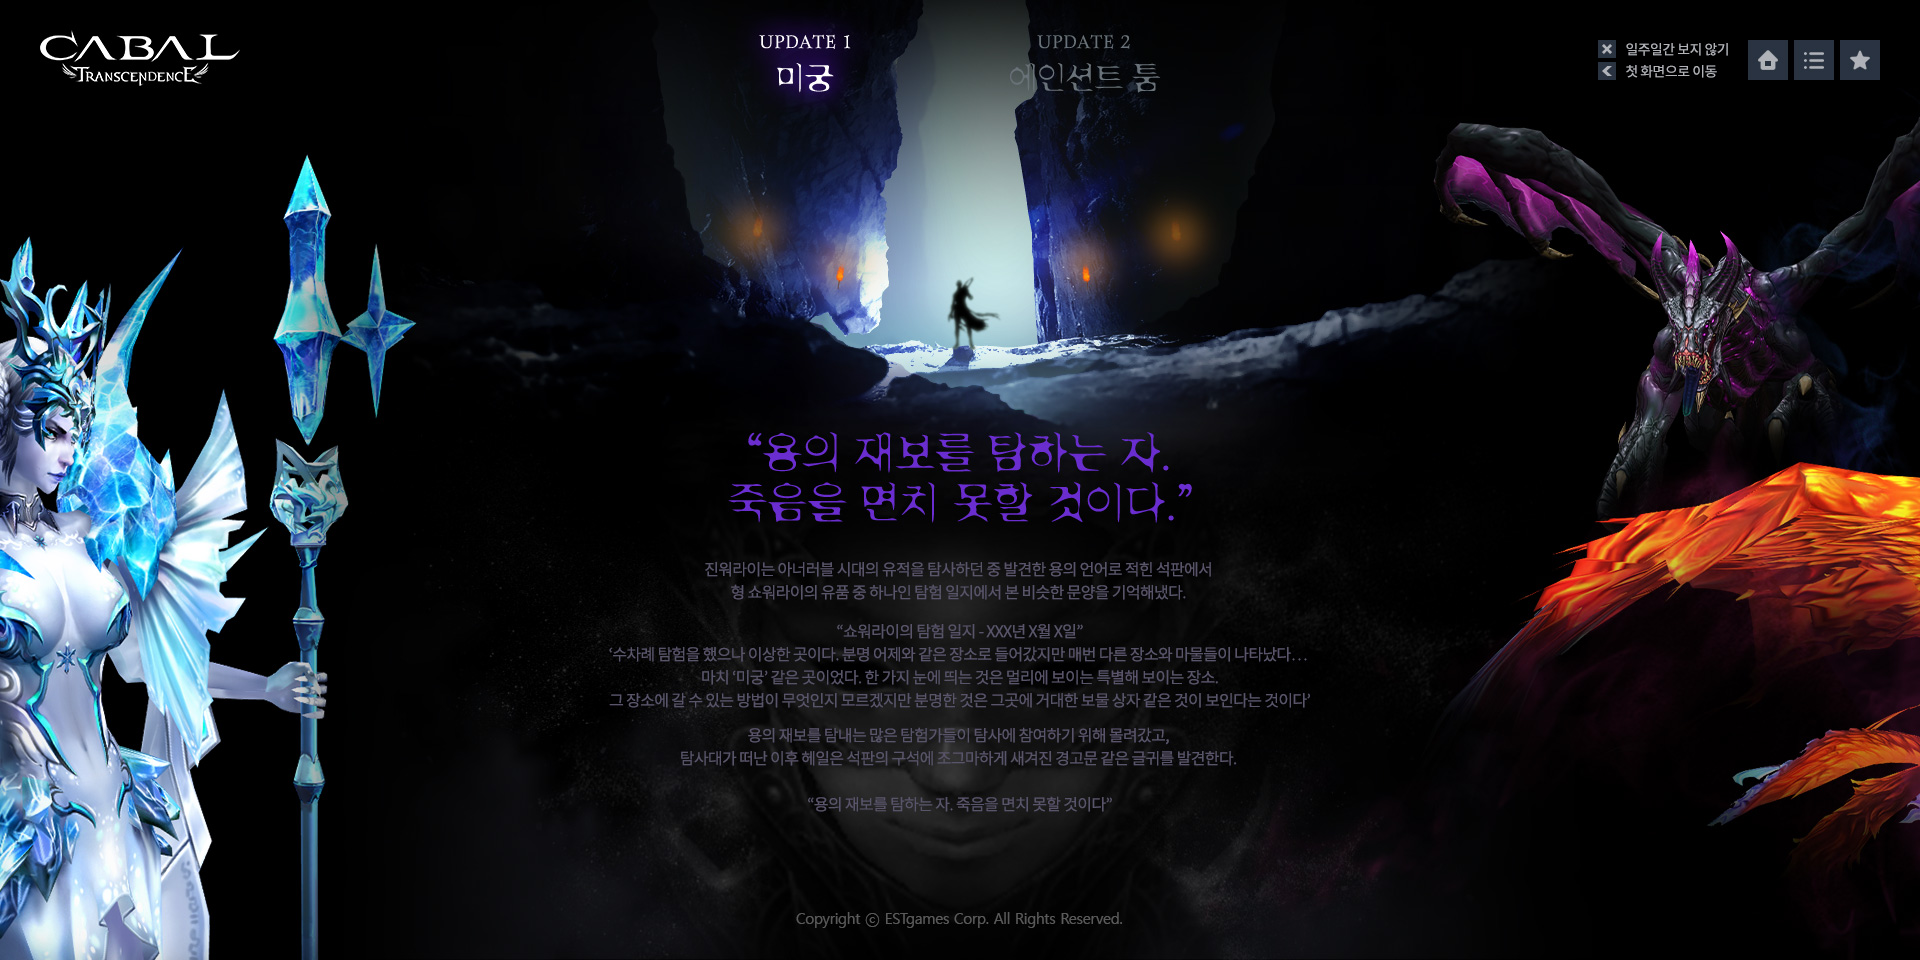 CABAL
TRANSCENDENCE
UPDATE 1
미궁
UPDATE 2
에인션트 툼
일주일간 보지 않기
첫 화면으로 이동
“용의 재보를 탐하는 자.
죽음을 면치 못할 것이다.”
진워라이는 아너러블 시대의 유적을 탐사하던 중 발견한 용의 언어로 적힌 석판에서
형 쇼워라이의 유품 중 하나인 탐험 일지에서 본 비슷한 문양을 기억해냈다.
“쇼워라이의 탐험 일지 - XXX년 X월 X일”
‘수차례 탐험을 했으나 이상한 곳이다. 분명 어제와 같은 장소로 들어갔지만 매번 다른 장소와 마물들이 나타났다…
마치 ‘미궁’ 같은 곳이었다. 한 가지 눈에 띄는 것은 멀리에 보이는 특별해 보이는 장소.
그 장소에 갈 수 있는 방법이 무엇인지 모르겠지만 분명한 것은 그곳에 거대한 보물 상자 같은 것이 보인다는 것이다’
용의 재보를 탐내는 많은 탐험가들이 탐사에 참여하기 위해 몰려갔고,
탐사대가 떠난 이후 헤일은 석판의 구석에 조그마하게 새겨진 경고문 같은 글귀를 발견한다.
“용의 재보를 탐하는 자. 죽음을 면치 못할 것이다”
Copyright ⓒ ESTgames Corp. All Rights Reserved.